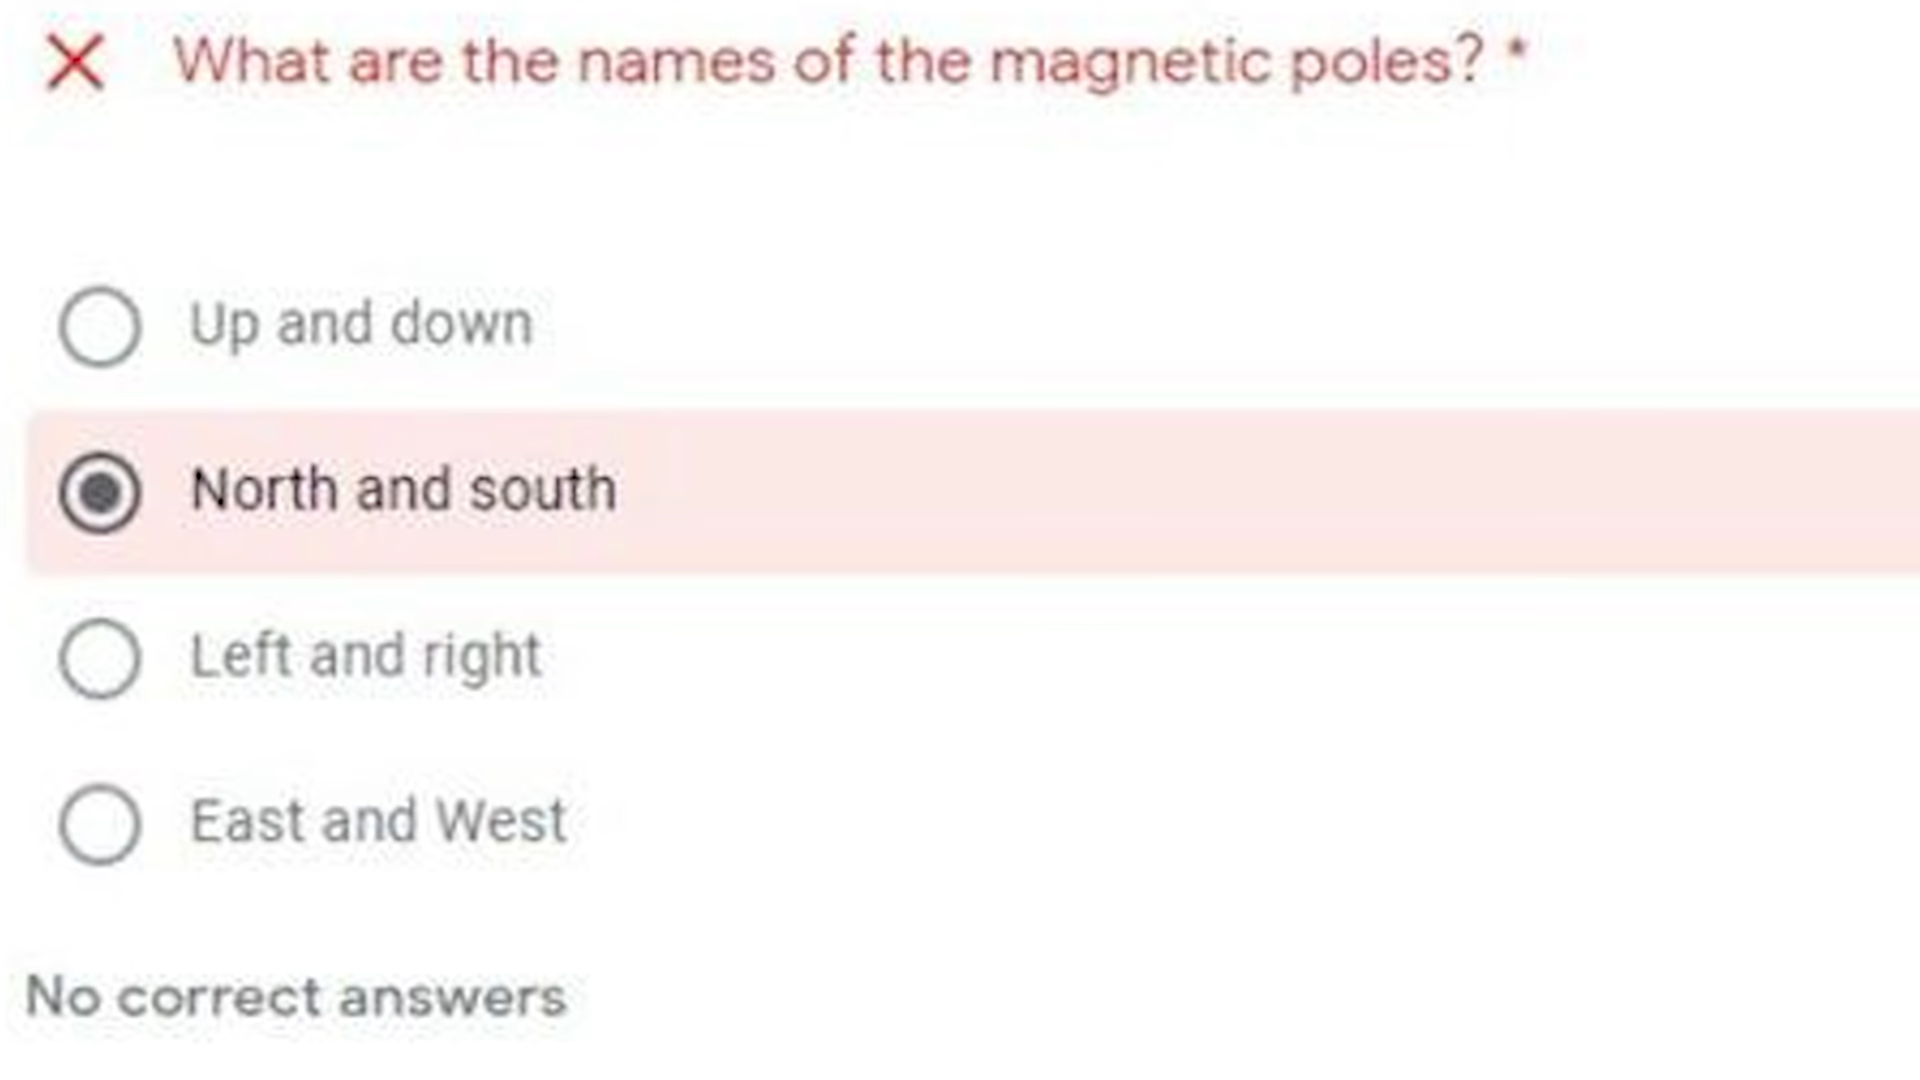 What are the names of the magnetic poles? *
Up and down
North and south
Left and right
East and West
No correct answers